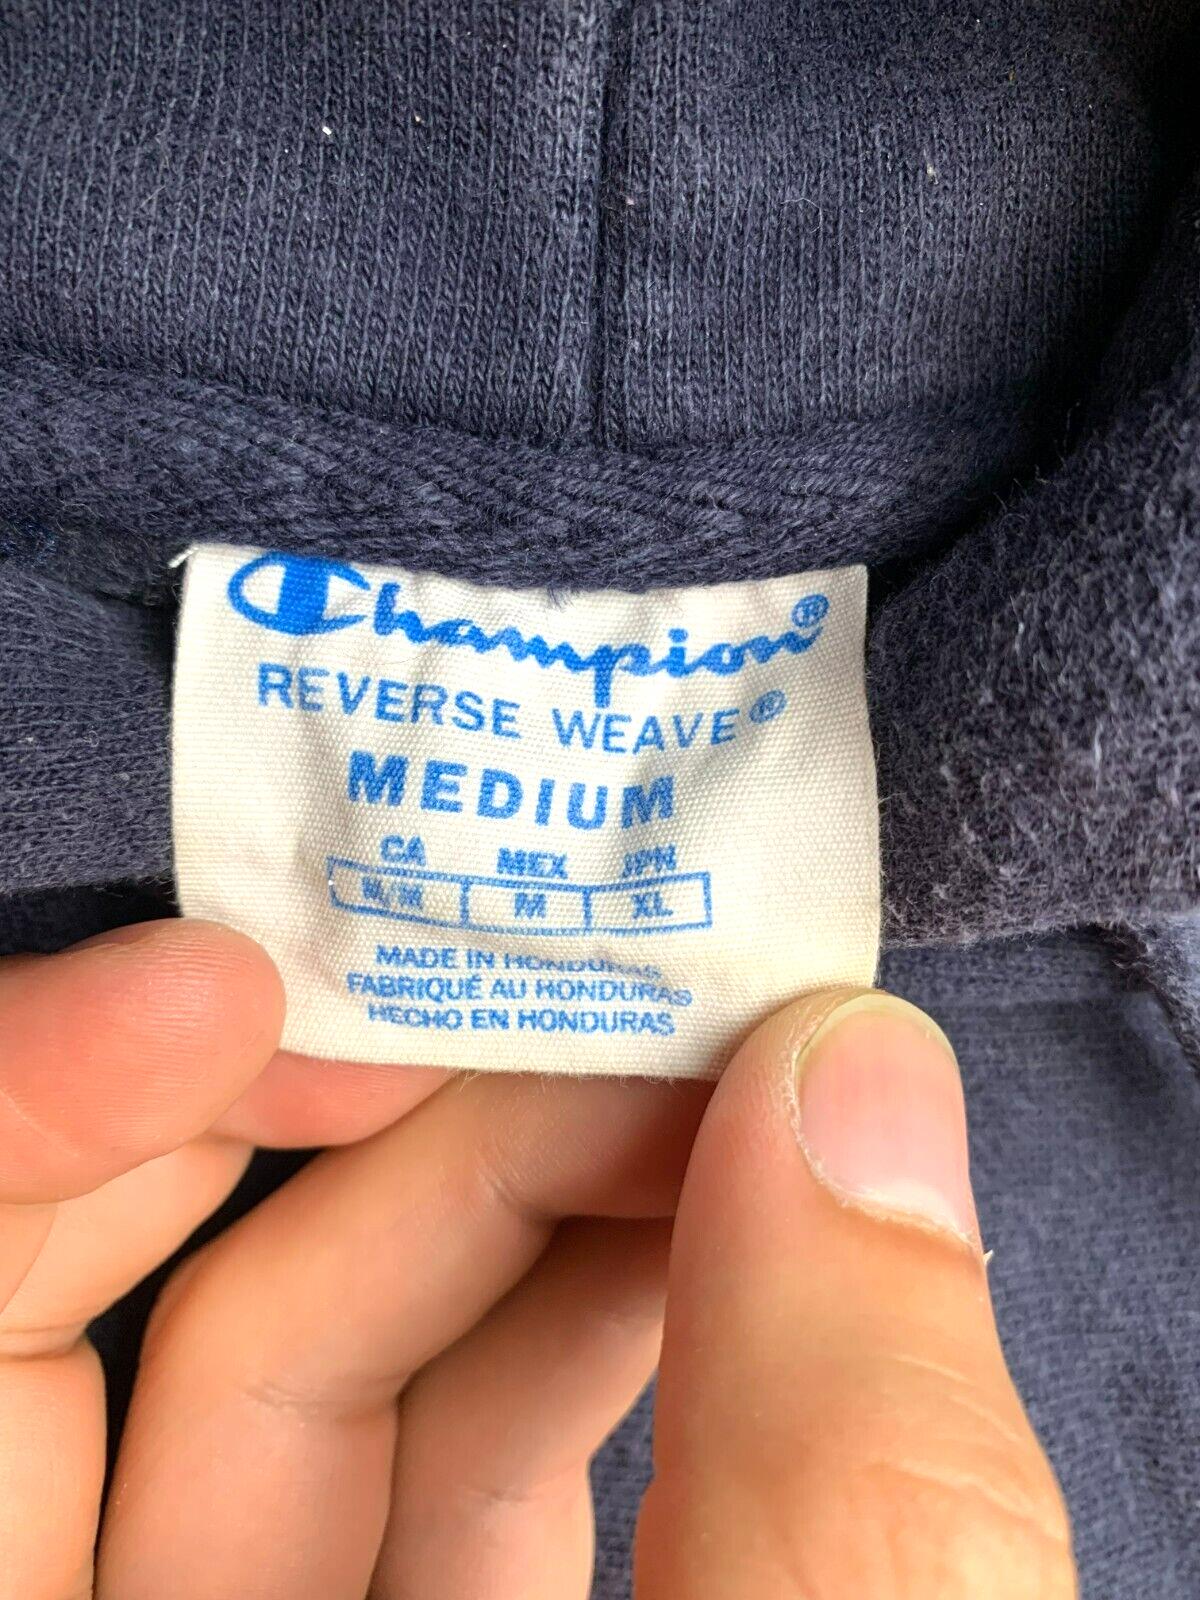 Champion®
REVERSE WEAVE®
MEDIUM
CA MEX JPN
M/M M XL
MADE IN HONDURAS
FABRIQUÉ AU HONDURAS
HECHO EN HONDURAS